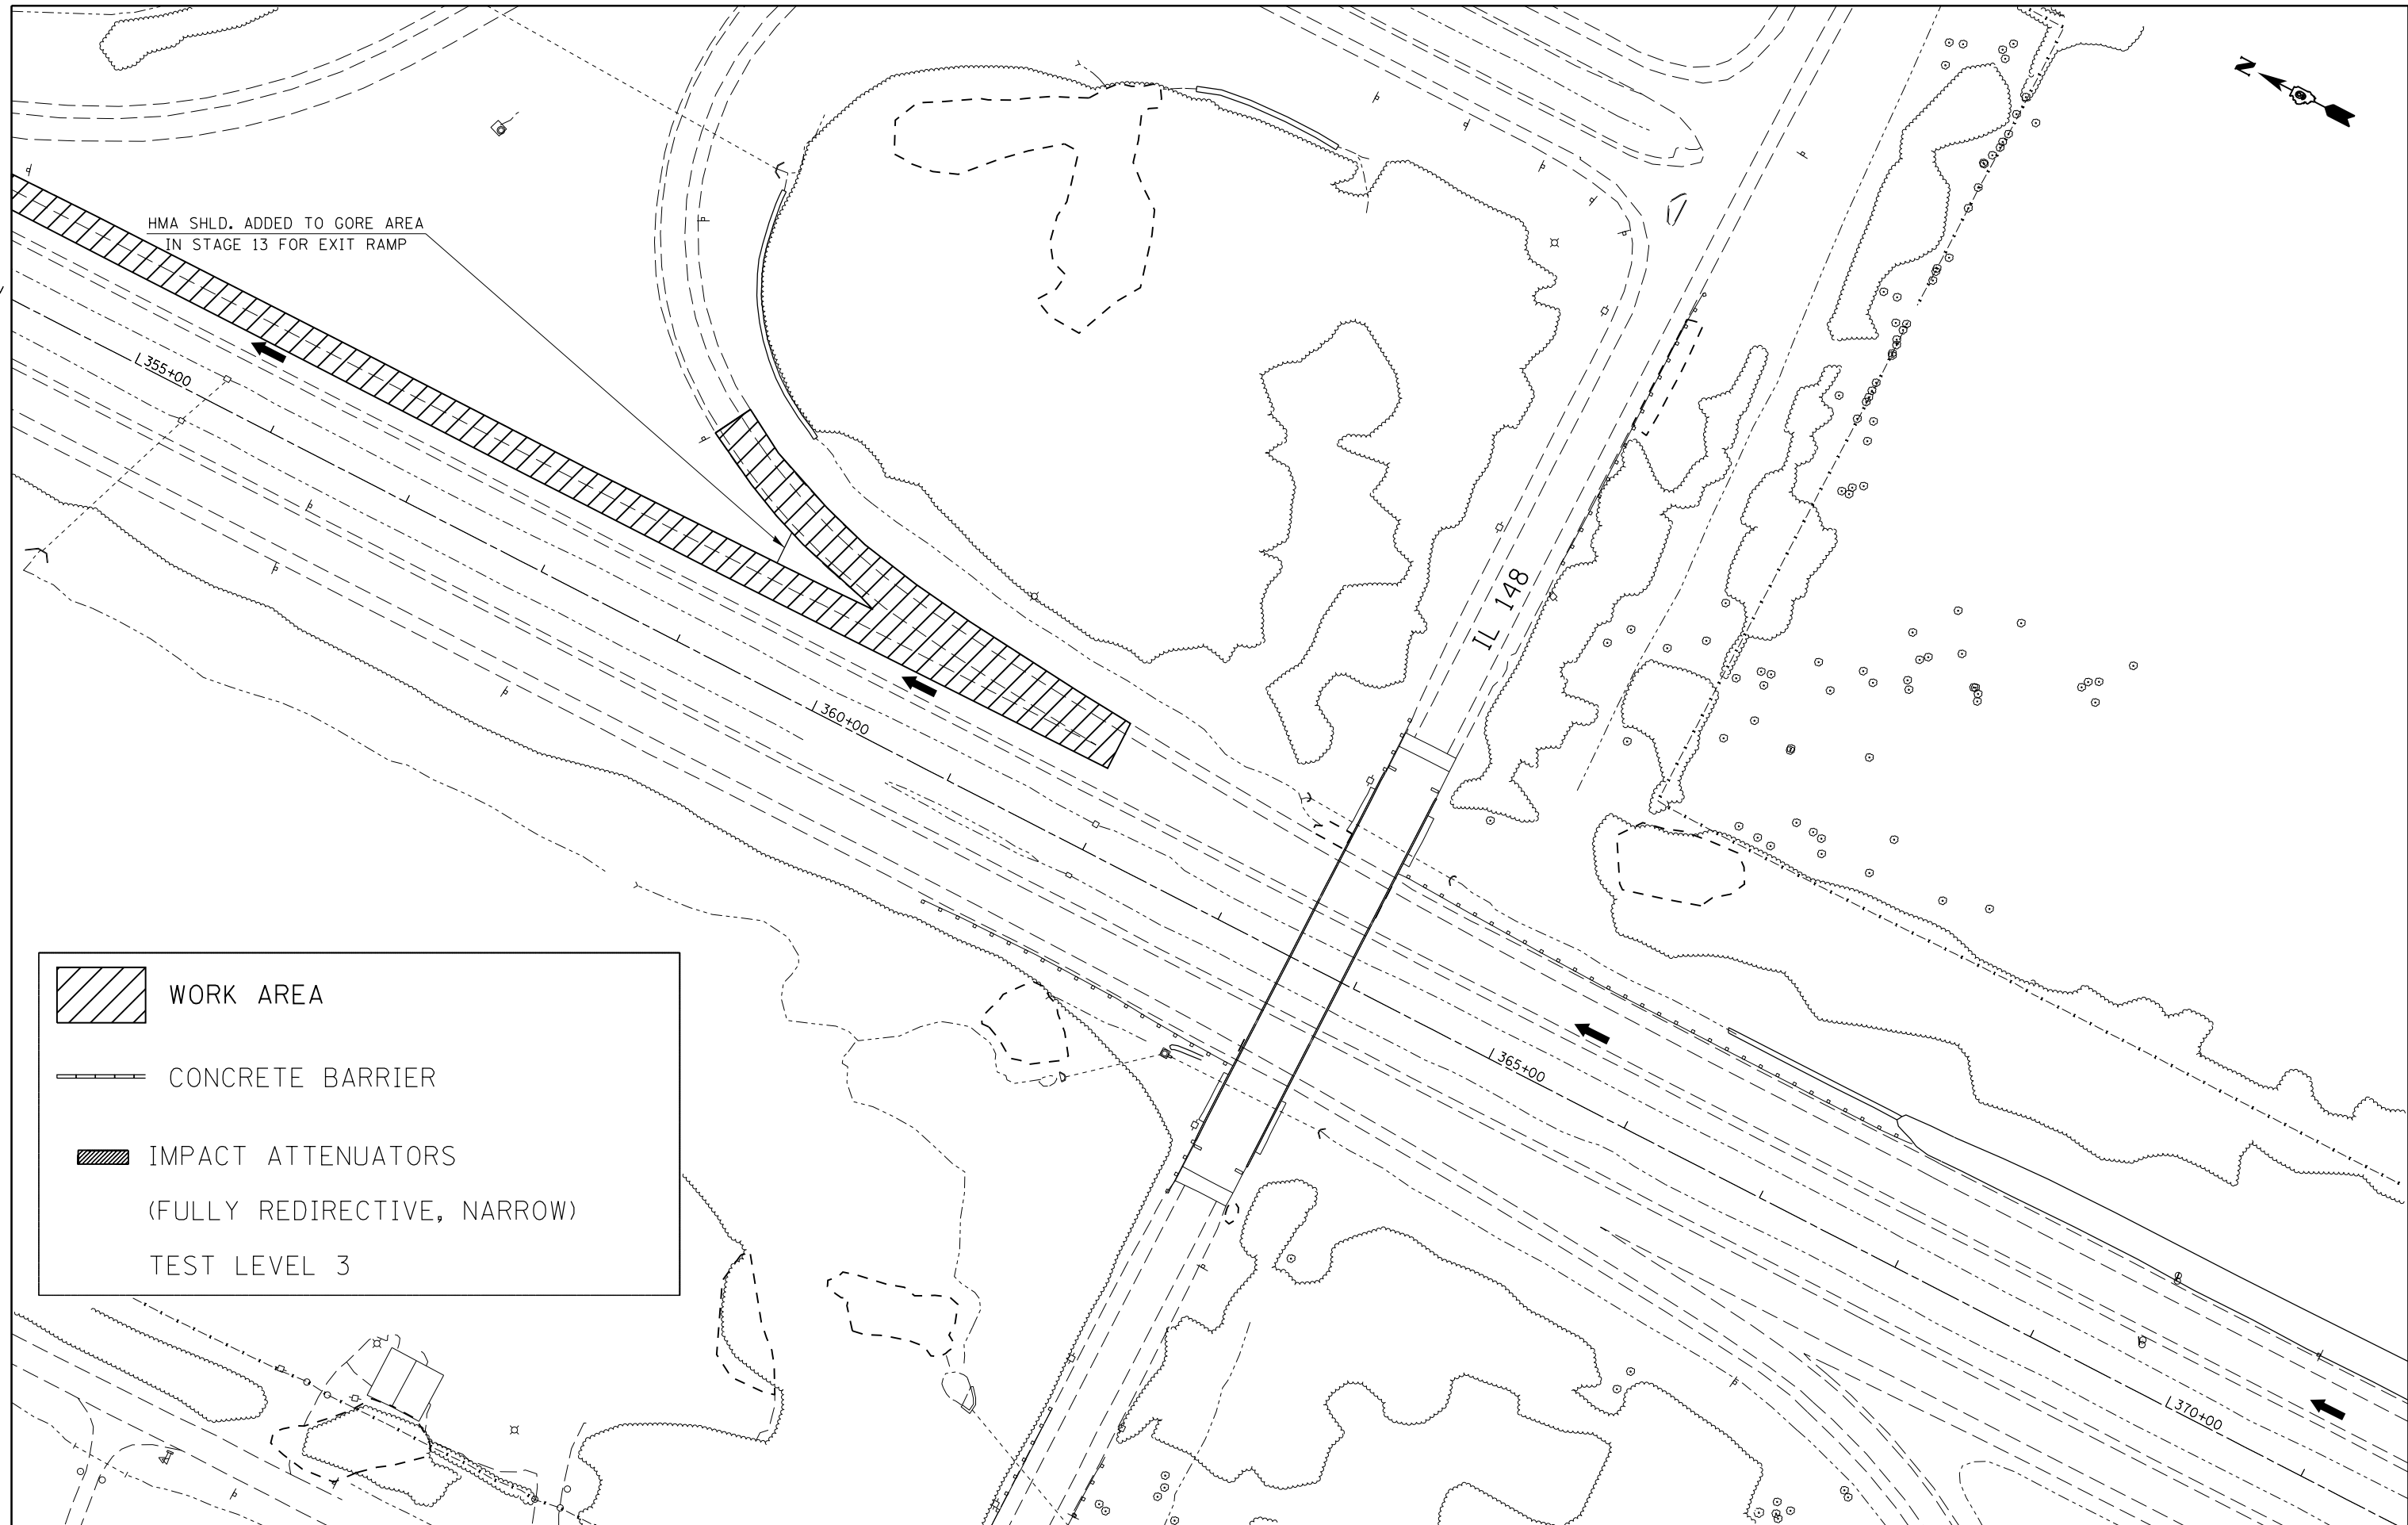 N
HMA SHLD. ADDED TO GORE AREA
IN STAGE 13 FOR EXIT RAMP
355+00
IL 148
360+00
365+00
370+00
WORK AREA
CONCRETE BARRIER
IMPACT ATTENUATORS
(FULLY REDIRECTIVE, NARROW)
TEST LEVEL 3